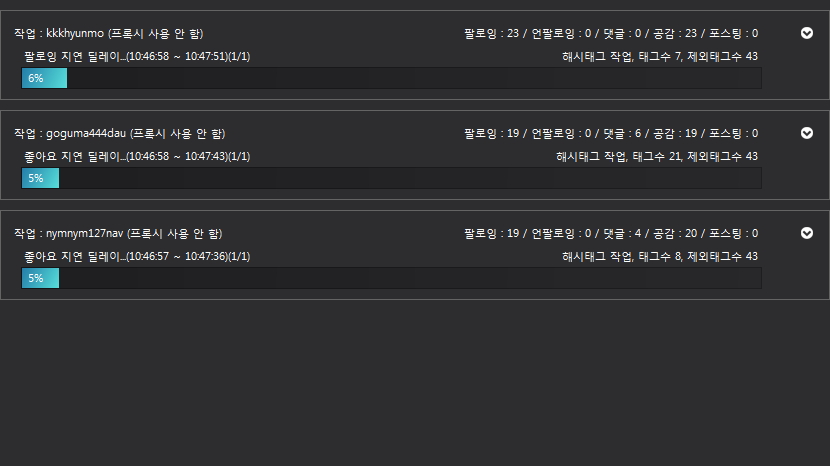 작업 : kkkhyunmo (프록시 사용 안 함) 팔로잉 : 23 / 언팔로잉 : 0 / 댓글 : 0 / 공감 : 23 / 포스팅 : 0
팔로잉 지연 딜레이...(10:46:58 ~ 10:47:51)(1/1) 해시태그 작업, 태그수 7, 제외태그수 43
6%
작업 : goguma444dau (프록시 사용 안 함) 팔로잉 : 19 / 언팔로잉 : 0 / 댓글 : 6 / 공감 : 19 / 포스팅 : 0
좋아요 지연 딜레이...(10:46:58 ~ 10:47:43)(1/1) 해시태그 작업, 태그수 21, 제외태그수 43
5%
작업 : nymnym127nav (프록시 사용 안 함) 팔로잉 : 19 / 언팔로잉 : 0 / 댓글 : 4 / 공감 : 20 / 포스팅 : 0
좋아요 지연 딜레이...(10:46:57 ~ 10:47:36)(1/1) 해시태그 작업, 태그수 8, 제외태그수 43
5%